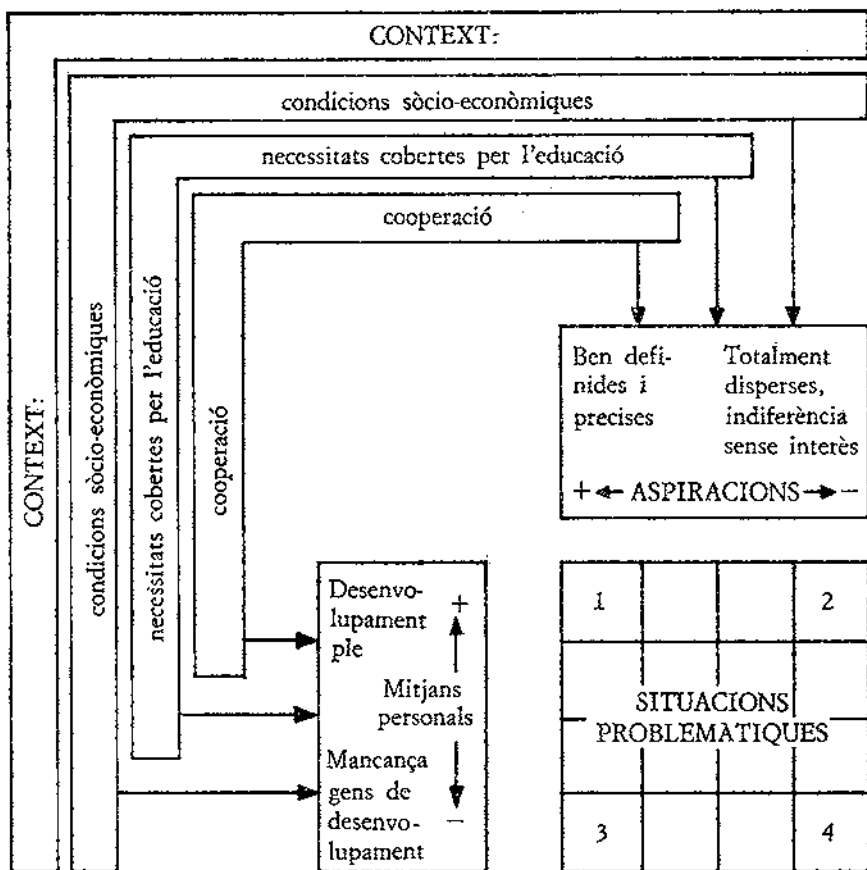 CONTEXT:
condicions sòcio-econòmiques
necessitats cobertes per l'educació
cooperació
CONTEXT:
condicions sòcio-econòmiques
necessitats cobertes per l'educació
cooperació
Ben defi-
nides i
precises
Totalment
disperses,
indiferència
sense interès
+ ASPIRACIONS −
Desenvo-
lupament
ple
+
Mitjans
personals
Mancança
gens de
desenvo-
lupament
−
1 2
SITUACIONS
PROBLEMÀTIQUES
3 4